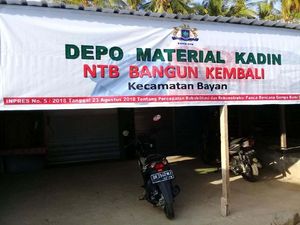 DEPO MATERIAL KADIN
NTB BANGUN KEMBALI
Kecamatan Bayan
INPRES No. 5 : 2018 Tanggal 23 Agustus 2018 Tentang Percepatan Rehabilitasi dan Rekonstruksi Pasca Bencana Gempa Bumi